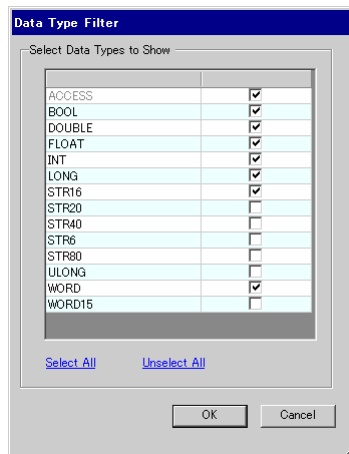 Data Type Filter
Select Data Types to Show
ACCESS
BOOL
DOUBLE
FLOAT
INT
LONG
STR16
STR20
STR40
STR6
STR80
ULONG
WORD
WORD15
Select All Unselect All
OK Cancel